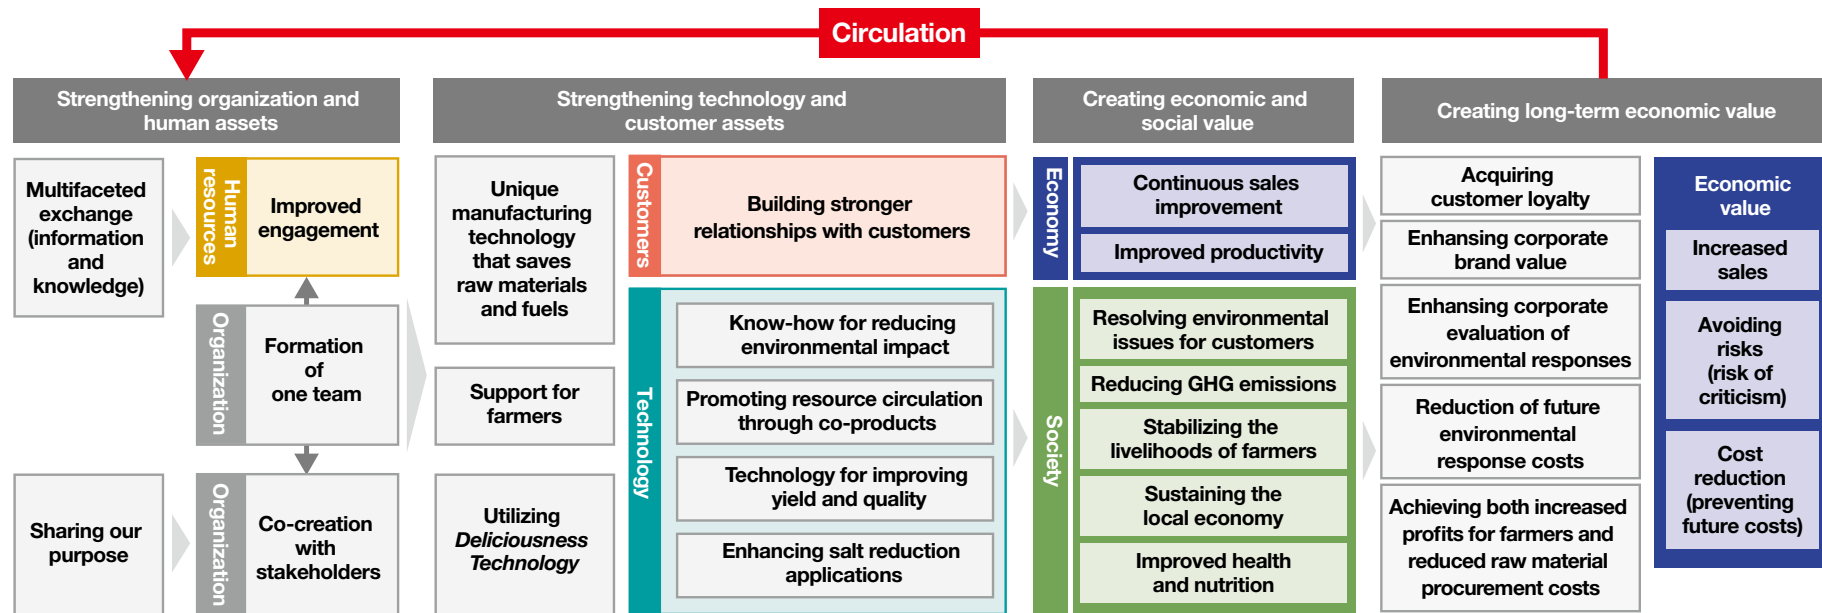 Circulation
Strengthening organization and
human assets
Strengthening technology and
customer assets
Creating economic and
social value
Creating long-term economic value
Multifaceted
exchange
(information
and
knowledge)
Human
resources
Improved
engagement
Organization
Formation
of
one team
Sharing our
purpose
Organization
Co-creation
with
stakeholders
Unique
manufacturing
technology
that saves
raw materials
and fuels
Support for
farmers
Utilizing
Deliciousness
Technology
Customers
Building stronger
relationships with customers
Technology
Know-how for reducing
environmental impact
Promoting resource circulation
through co-products
Technology for improving
yield and quality
Enhancing salt reduction
applications
Economy
Continuous sales
improvement
Improved productivity
Society
Resolving environmental
issues for customers
Reducing GHG emissions
Stabilizing the
livelihoods of farmers
Sustaining the
local economy
Improved health
and nutrition
Acquiring
customer loyalty
Enhansing corporate
brand value
Enhansing corporate
evaluation of
environmental responses
Reduction of future
environmental
response costs
Achieving both increased
profits for farmers and
reduced raw material
procurement costs
Economic
value
Increased
sales
Avoiding
risks
(risk of
criticism)
Cost
reduction
(preventing
future costs)